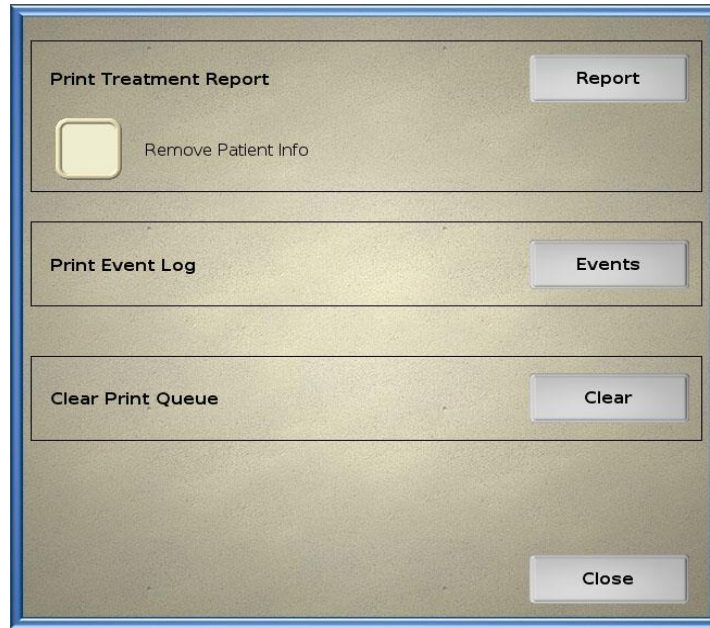 Print Treatment Report
Report
Remove Patient Info
Print Event Log
Events
Clear Print Queue
Clear
Close